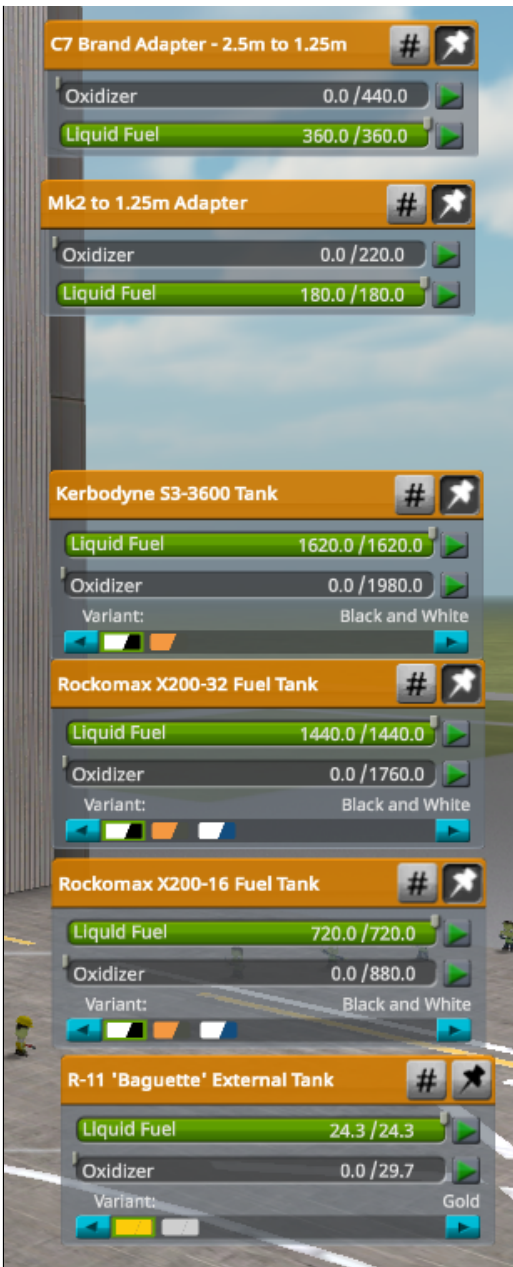 C7 Brand Adapter - 2.5m to 1.25m #
Oxidizer 0.0 /440.0
Liquid Fuel 360.0 /360.0
Mk2 to 1.25m Adapter #
Oxidizer 0.0 /220.0
Liquid Fuel 180.0 /180.0
Kerbodyne S3-3600 Tank #
Liquid Fuel 1620.0 /1620.0
Oxidizer 0.0 /1980.0
Variant: Black and White
Rockomax X200-32 Fuel Tank #
Liquid Fuel 1440.0 /1440.0
Oxidizer 0.0 /1760.0
Variant: Black and White
Rockomax X200-16 Fuel Tank #
Liquid Fuel 720.0 /720.0
Oxidizer 0.0 /880.0
Variant: Black and White
R-11 'Baguette' External Tank #
Liquid Fuel 24.3 /24.3
Oxidizer 0.0 /29.7
Variant: Gold